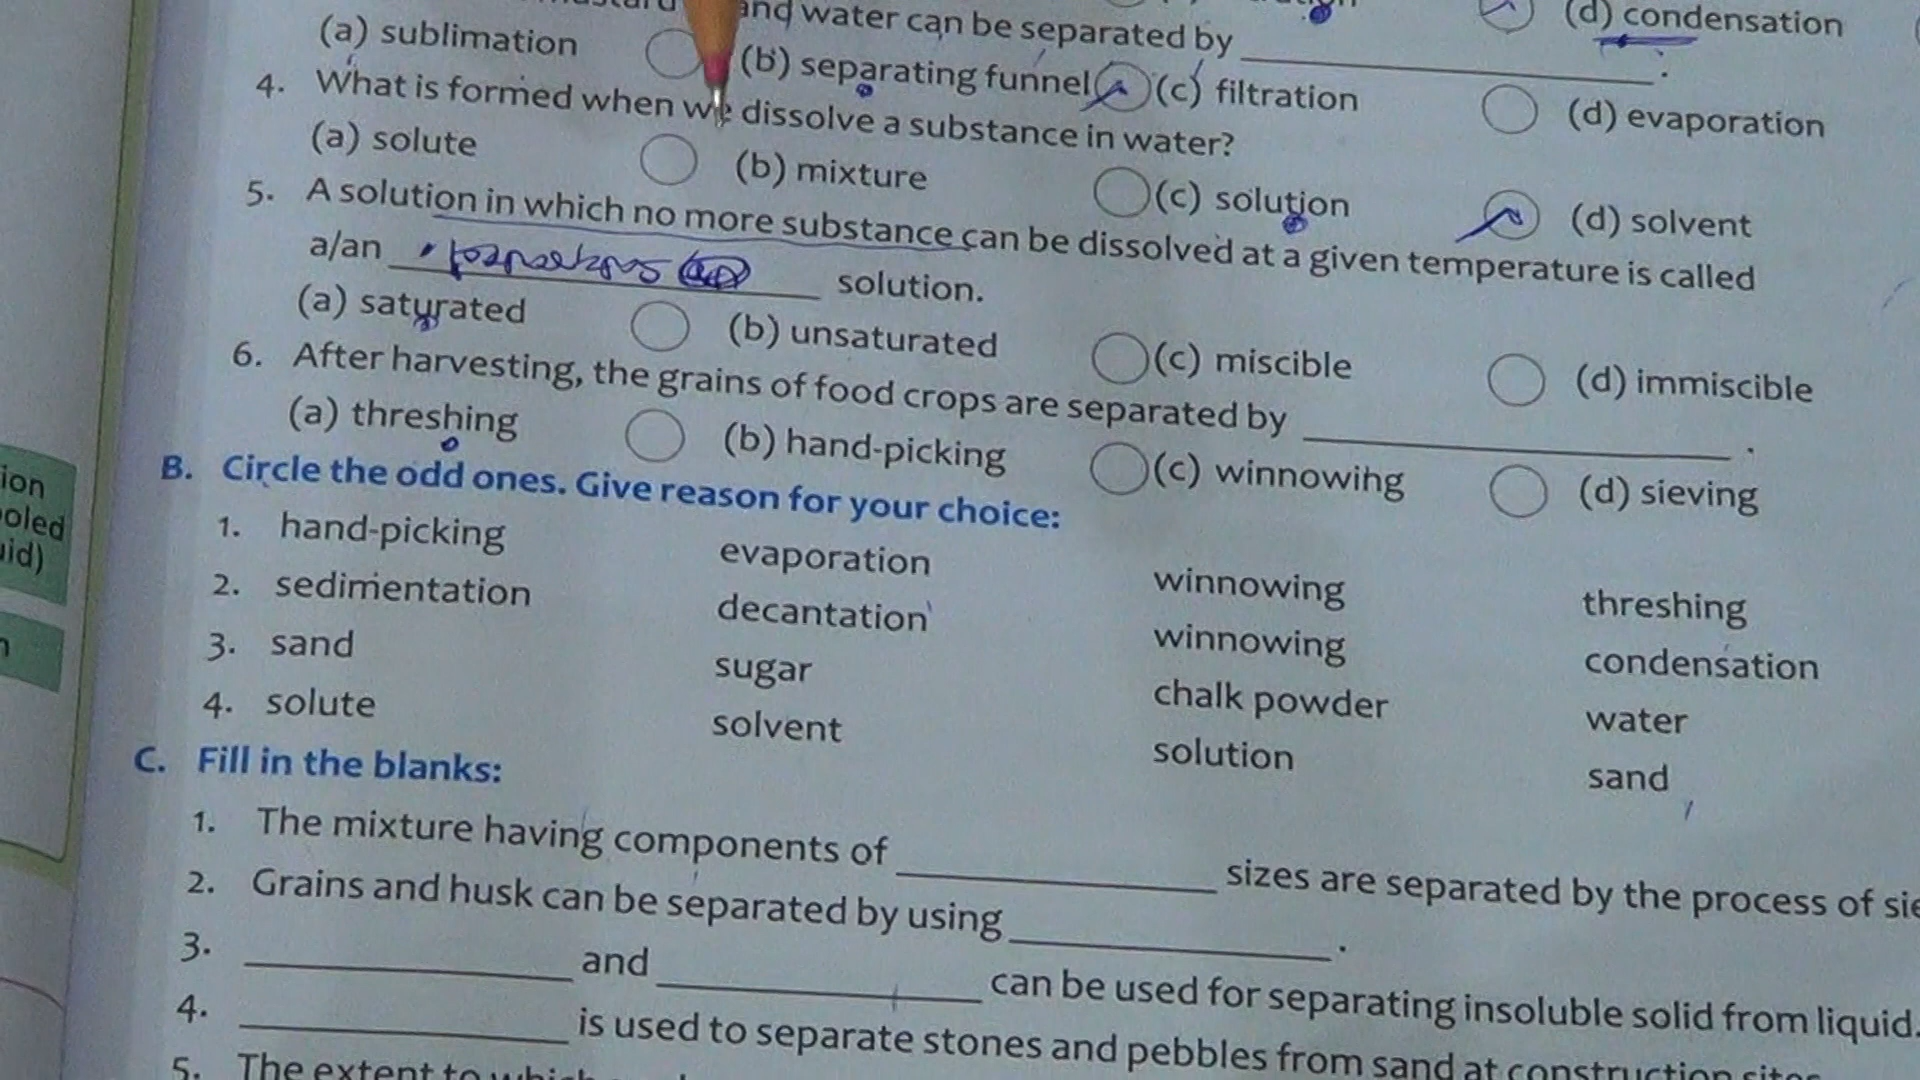 and water can be separated by
(d) condensation
(a) sublimation (b) separating funnel (c) filtration (d) evaporation
4. What is formed when we dissolve a substance in water?
(a) solute (b) mixture (c) solution (d) solvent
5. A solution in which no more substance can be dissolved at a given temperature is called
a/an solution.
(a) saturated (b) unsaturated (c) miscible (d) immiscible
6. After harvesting, the grains of food crops are separated by .
(a) threshing (b) hand-picking (c) winnowing (d) sieving
B. Circle the odd ones. Give reason for your choice:
1. hand-picking evaporation winnowing threshing
2. sedimentation decantation winnowing condensation
3. sand sugar chalk powder water
4. solute solvent solution sand
C. Fill in the blanks:
1. The mixture having components of sizes are separated by the process of
2. Grains and husk can be separated by using .
3. and can be used for separating insoluble solid from liquid.
4. is used to separate stones and pebbles from sand at construction sites
5. The extent to which
ion
uid)